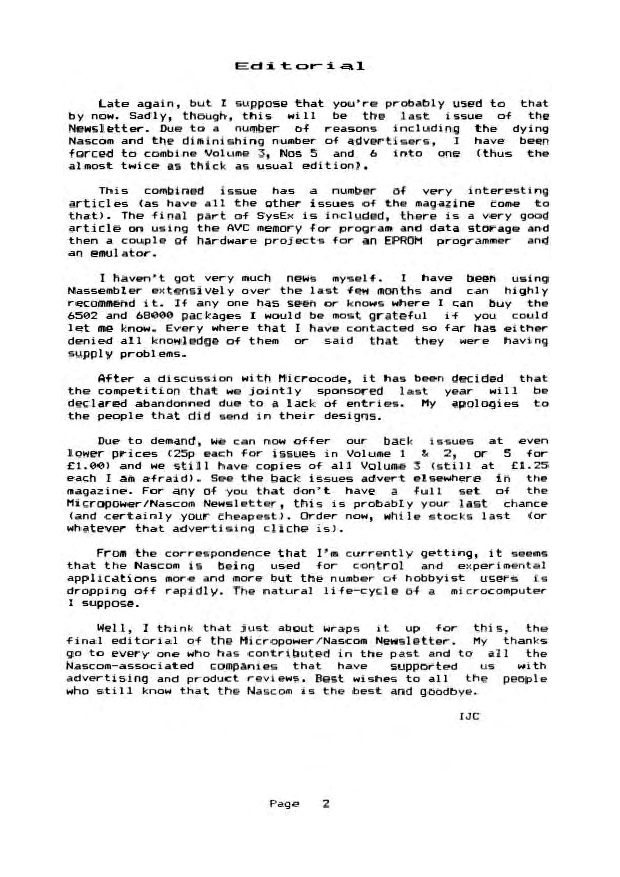 Editorial
Late again, but I suppose that you're probably used to that
by now. Sadly, though, this will be the last issue of the
Newsletter. Due to a number of reasons including the dying
Nascom and the diminishing number of advertisers, I have been
forced to combine Volume 3, Nos 5 and 6 into one (thus the
almost twice as thick as usual edition).
This combined issue has a number of very interesting
articles (as have all the other issues of the magazine come to
that). The final part of SysEx is included, there is a very good
article on using the AVC memory for program and data storage and
then a couple of hardware projects for an EPROM programmer and
an emulator.
I haven't got very much news myself. I have been using
Nassembler extensively over the last few months and can highly
recommend it. If any one has seen or knows where I can buy the
6502 and 68000 packages I would be most grateful if you could
let me know. Every where that I have contacted so far has either
denied all knowledge of them or said that they were having
supply problems.
After a discussion with Microcode, it has been decided that
the competition that we jointly sponsored last year will be
declared abandonned due to a lack of entries. My apologies to
the people that did send in their designs.
Due to demand, we can now offer our back issues at even
lower prices (25p each for issues in Volume 1 & 2, or 5 for
£1.00) and we still have copies of all Volume 3 (still at £1.25
each I am afraid). See the back issues advert elsewhere in the
magazine. For any of you that don't have a full set of the
Micropower/Nascom Newsletter, this is probably your last chance
(and certainly your cheapest). Order now, while stocks last (or
whatever that advertising cliche is).
From the correspondence that I'm currently getting, it seems
that the Nascom is being used for control and experimental
applications more and more but the number of hobbyist users is
dropping off rapidly. The natural life-cycle of a microcomputer
I suppose.
Well, I think that just about wraps it up for this, the
final editorial of the Micropower/Nascom Newsletter. My thanks
go to every one who has contributed in the past and to all the
Nascom-associated companies that have supported us with
advertising and product reviews. Best wishes to all the people
who still know that the Nascom is the best and goodbye.
IJC
Page 2